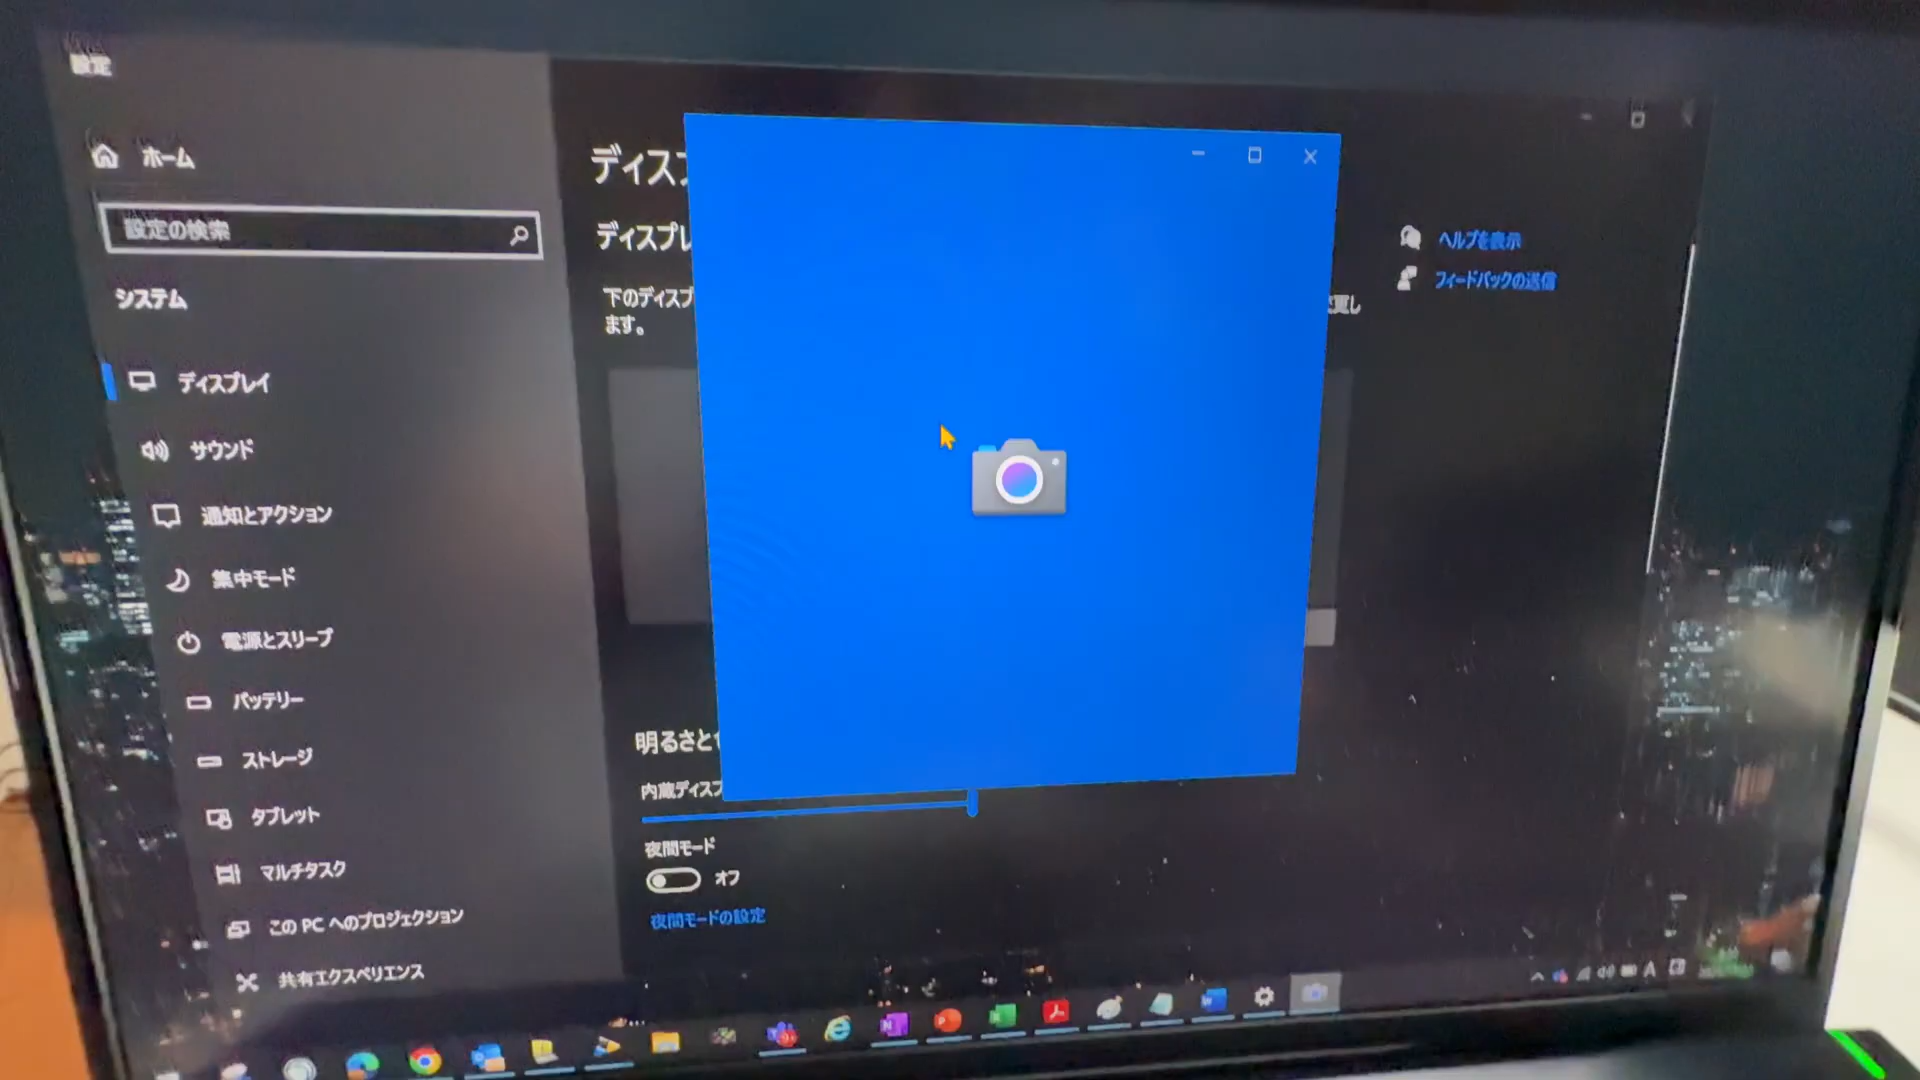 設定
ホーム
設定の検索
システム
ディスプレイ
サウンド
通知とアクション
集中モード
電源とスリープ
バッテリー
ストレージ
タブレット
マルチタスク
この PC へのプロジェクション
共有エクスペリエンス
ディス
ディスプレ
下のディスプ
更し
ます。
明るさと
内蔵ディスプ
夜間モード
オフ
夜間モードの設定
ヘルプを表示
フィードバックの送信
A